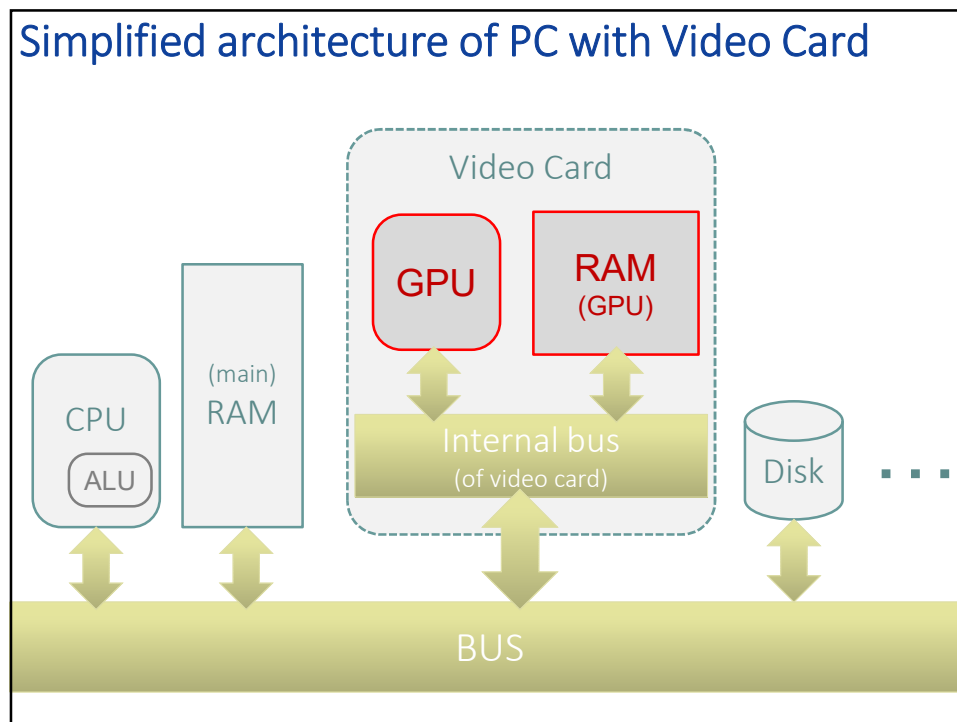 Simplified architecture of PC with Video Card
Video Card
GPU
RAM
(GPU)
(main)
RAM
CPU
ALU
Internal bus
(of video card)
Disk
. . .
BUS